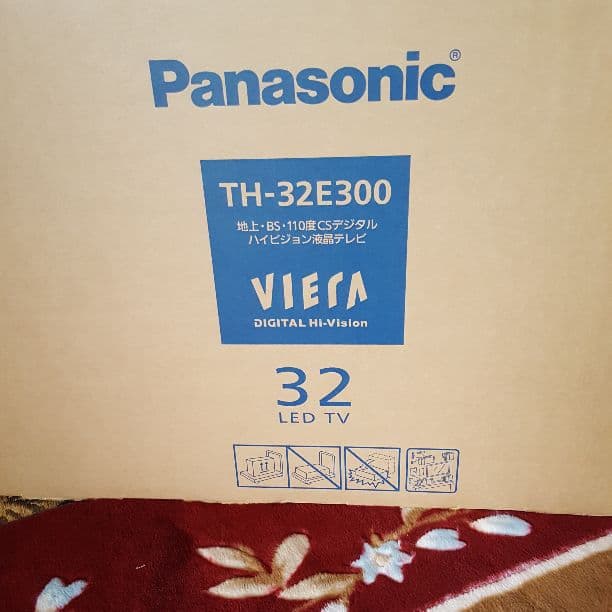 Panasonic®
TH-32E300
地上・BS・110度CSデジタル
ハイビジョン液晶テレビ
VIERA
DIGITAL Hi-Vision
32
LED TV